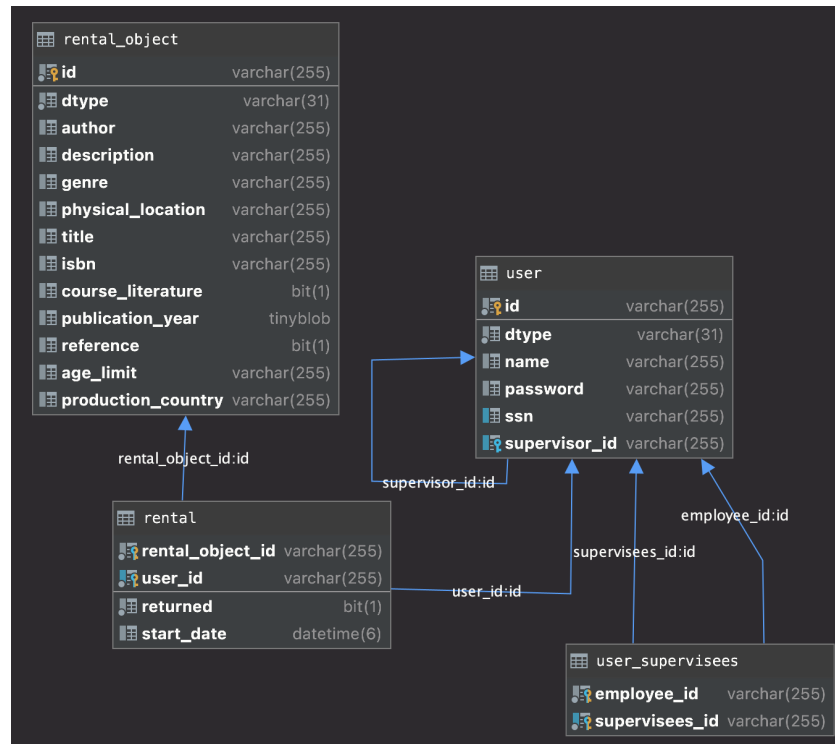 rental_object
id varchar(255)
dtype varchar(31)
author varchar(255)
description varchar(255)
genre varchar(255)
physical_location varchar(255)
title varchar(255)
isbn varchar(255)
course_literature bit(1)
publication_year tinyblob
reference bit(1)
age_limit varchar(255)
production_country varchar(255)
rental_object_id:id
rental
rental_object_id varchar(255)
user_id varchar(255)
returned bit(1)
start_date datetime(6)
user
id varchar(255)
dtype varchar(31)
name varchar(255)
password varchar(255)
ssn varchar(255)
supervisor_id varchar(255)
supervisor_id:id
employee_id:id
supervisees_id:id
user_id:id
user_supervisees
employee_id varchar(255)
supervisees_id varchar(255)